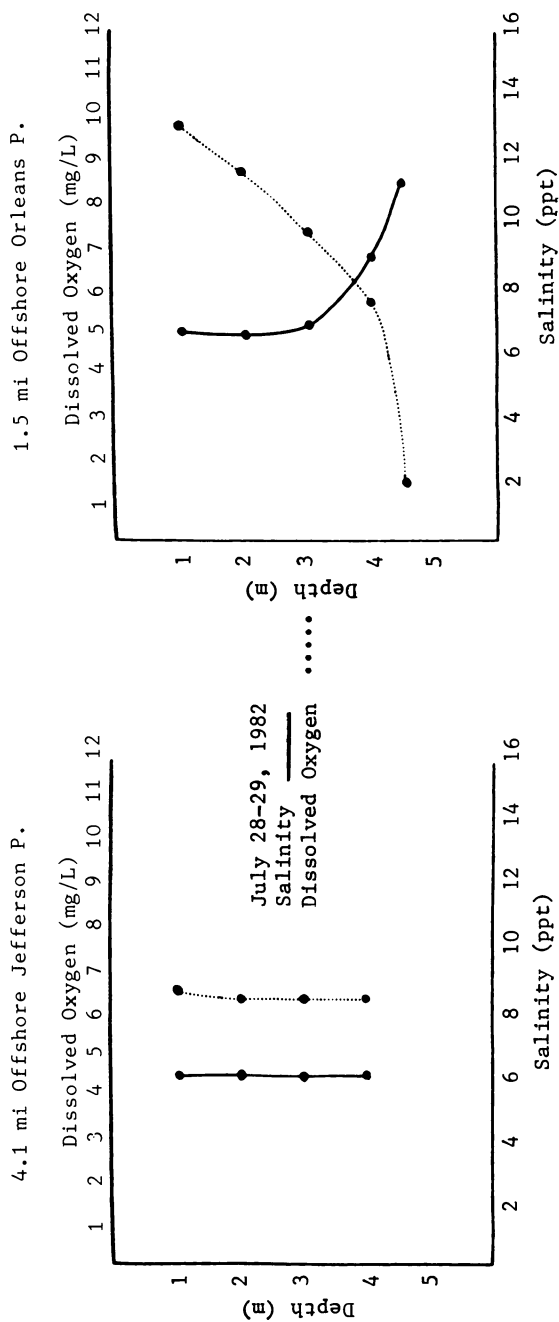 4.1 mi Offshore Jefferson P.
Dissolved Oxygen (mg/L)
1 2 3 4 5 6 7 8 9 10 11 12
Depth (m)
1
2
3
4
5
2 4 6 8 10 12 14 16
Salinity (ppt)
July 28-29, 1982
Salinity
Dissolved Oxygen
1.5 mi Offshore Orleans P.
Dissolved Oxygen (mg/L)
1 2 3 4 5 6 7 8 9 10 11 12
Depth (m)
1
2
3
4
5
2 4 6 8 10 12 14 16
Salinity (ppt)